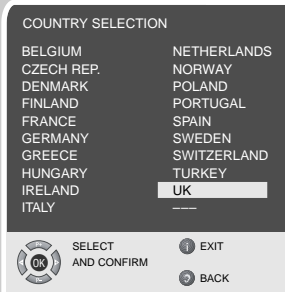 COUNTRY SELECTION
BELGIUM
CZECH REP.
DENMARK
FINLAND
FRANCE
GERMANY
GREECE
HUNGARY
IRELAND
ITALY
NETHERLANDS
NORWAY
POLAND
PORTUGAL
SPAIN
SWEDEN
SWITZERLAND
TURKEY
UK
–––
OK
SELECT
AND CONFIRM
i EXIT
BACK